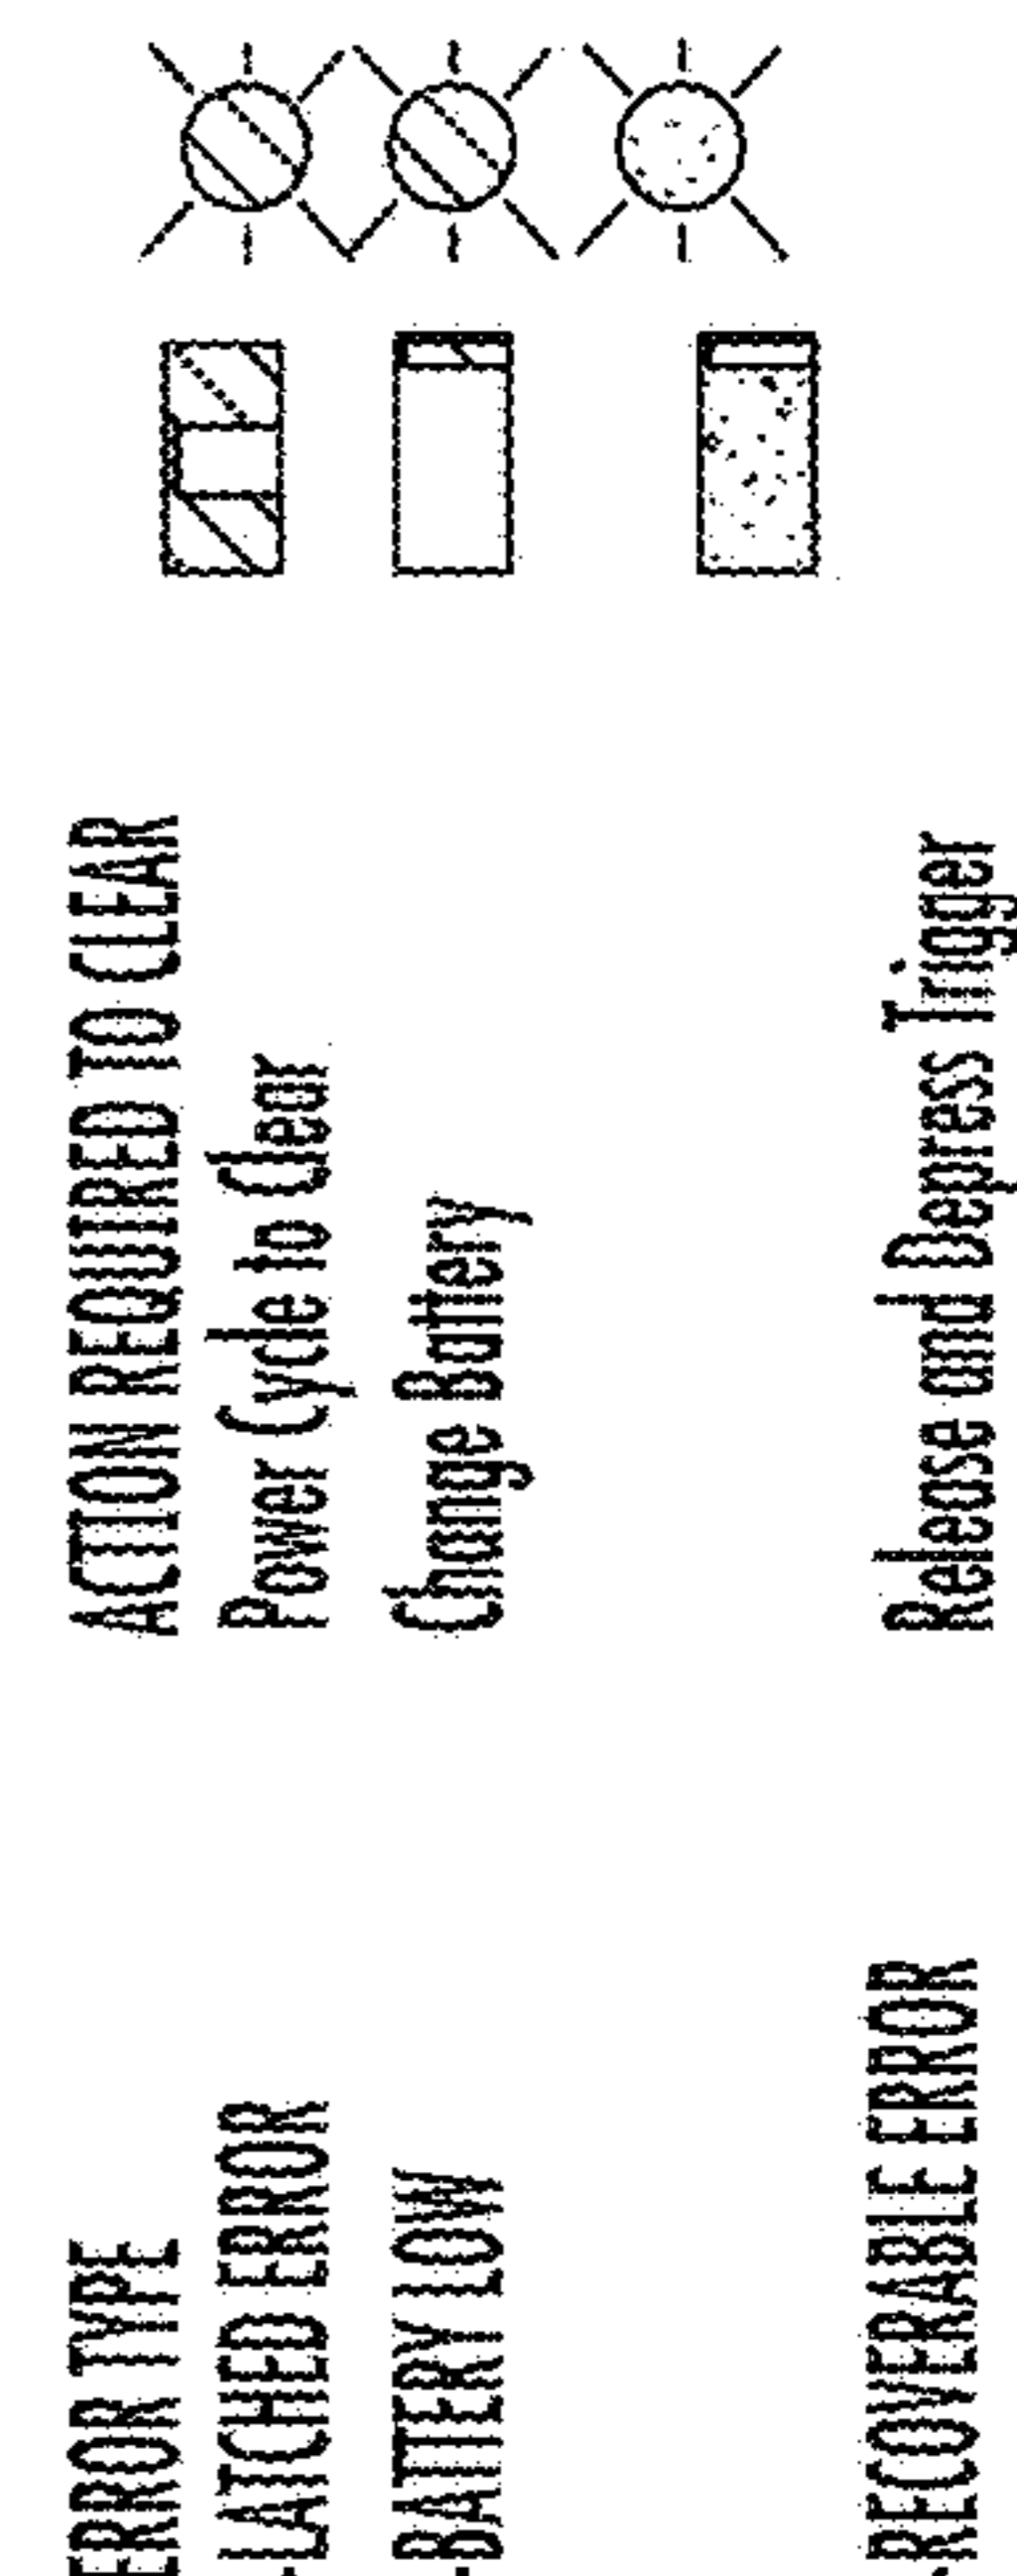 ERROR TYPE ACTION REQUIRED TO CLEAR
-LATCHED ERROR Power Cycle to Clear
-BATTERY LOW Change Battery
-RECOVERABLE ERROR Release and Depress Trigger